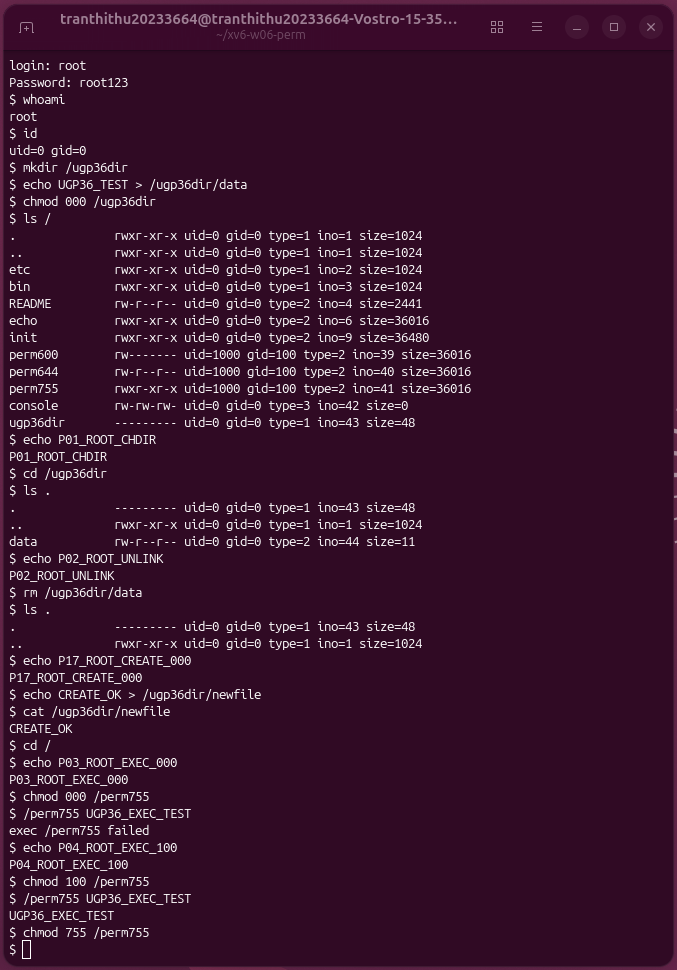 tranthithu20233664@tranthithu20233664-Vostro-15-35...
~/xv6-w06-perm
login: root
Password: root123
$ whoami
root
$ id
uid=0 gid=0
$ mkdir /ugp36dir
$ echo UGP36_TEST > /ugp36dir/data
$ chmod 000 /ugp36dir
$ ls /
.              rwxr-xr-x uid=0 gid=0 type=1 ino=1 size=1024
..             rwxr-xr-x uid=0 gid=0 type=1 ino=1 size=1024
etc            rwxr-xr-x uid=0 gid=0 type=1 ino=2 size=1024
bin            rwxr-xr-x uid=0 gid=0 type=1 ino=3 size=1024
README         rw-r--r-- uid=0 gid=0 type=2 ino=4 size=2441
echo           rwxr-xr-x uid=0 gid=0 type=2 ino=6 size=36016
init           rwxr-xr-x uid=0 gid=0 type=2 ino=9 size=36480
perm600        rw------- uid=1000 gid=100 type=2 ino=39 size=36016
perm644        rw-r--r-- uid=1000 gid=100 type=2 ino=40 size=36016
perm755        rwxr-xr-x uid=1000 gid=100 type=2 ino=41 size=36016
console        rw-rw-rw- uid=0 gid=0 type=3 ino=42 size=0
ugp36dir       --------- uid=0 gid=0 type=1 ino=43 size=48
$ echo P01_ROOT_CHDIR
P01_ROOT_CHDIR
$ cd /ugp36dir
$ ls .
.              --------- uid=0 gid=0 type=1 ino=43 size=48
..             rwxr-xr-x uid=0 gid=0 type=1 ino=1 size=1024
data           rw-r--r-- uid=0 gid=0 type=2 ino=44 size=11
$ echo P02_ROOT_UNLINK
P02_ROOT_UNLINK
$ rm /ugp36dir/data
$ ls .
.              --------- uid=0 gid=0 type=1 ino=43 size=48
..             rwxr-xr-x uid=0 gid=0 type=1 ino=1 size=1024
$ echo P17_ROOT_CREATE_000
P17_ROOT_CREATE_000
$ echo CREATE_OK > /ugp36dir/newfile
$ cat /ugp36dir/newfile
CREATE_OK
$ cd /
$ echo P03_ROOT_EXEC_000
P03_ROOT_EXEC_000
$ chmod 000 /perm755
$ /perm755 UGP36_EXEC_TEST
exec /perm755 failed
$ echo P04_ROOT_EXEC_100
P04_ROOT_EXEC_100
$ chmod 100 /perm755
$ /perm755 UGP36_EXEC_TEST
UGP36_EXEC_TEST
$ chmod 755 /perm755
$